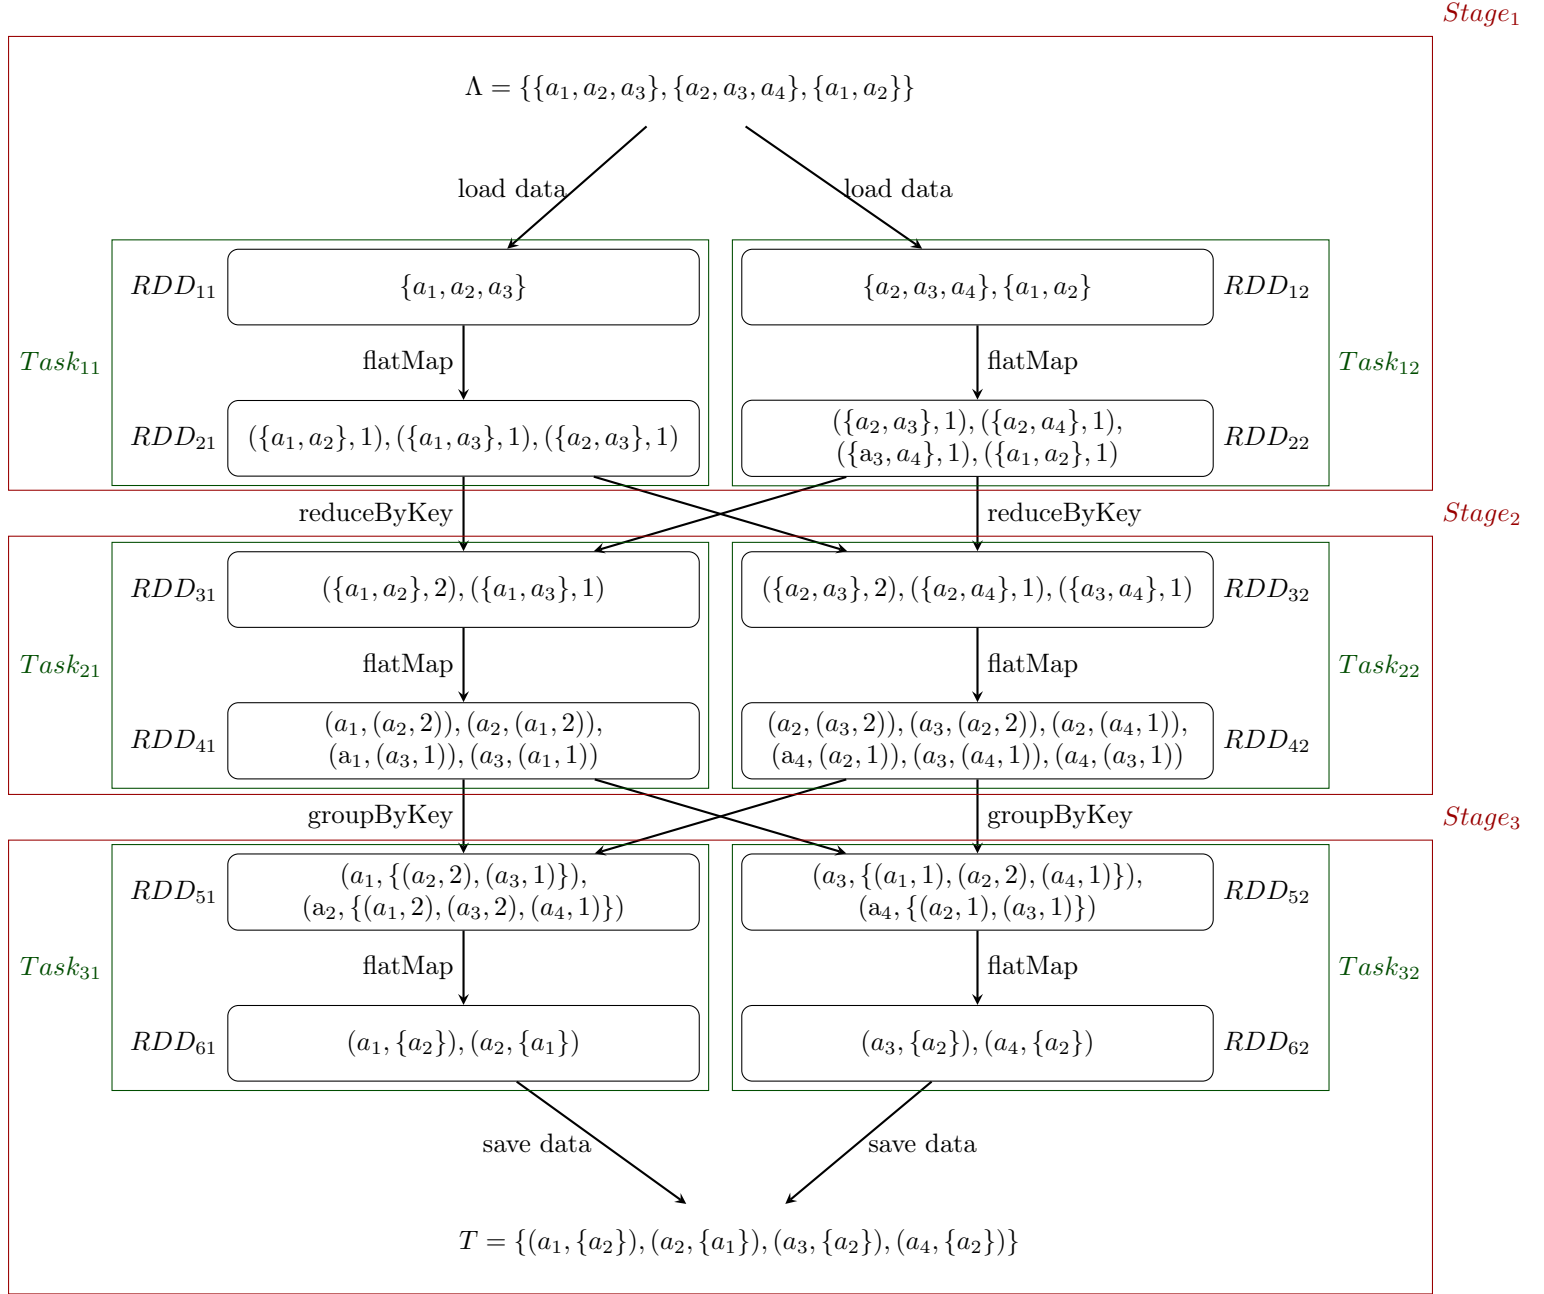 Stage₁
Λ = {{a₁, a₂, a₃}, {a₂, a₃, a₄}, {a₁, a₂}}
load data
load data
RDD₁₁
{a₁, a₂, a₃}
{a₂, a₃, a₄}, {a₁, a₂}
RDD₁₂
Task₁₁
flatMap
flatMap
Task₁₂
RDD₂₁
({a₁, a₂}, 1), ({a₁, a₃}, 1), ({a₂, a₃}, 1)
({a₂, a₃}, 1), ({a₂, a₄}, 1),
({a₃, a₄}, 1), ({a₁, a₂}, 1)
RDD₂₂
reduceByKey
reduceByKey
Stage₂
RDD₃₁
({a₁, a₂}, 2), ({a₁, a₃}, 1)
({a₂, a₃}, 2), ({a₂, a₄}, 1), ({a₃, a₄}, 1)
RDD₃₂
Task₂₁
flatMap
flatMap
Task₂₂
RDD₄₁
(a₁, (a₂, 2)), (a₂, (a₁, 2)),
(a₁, (a₃, 1)), (a₃, (a₁, 1))
(a₂, (a₃, 2)), (a₃, (a₂, 2)), (a₂, (a₄, 1)),
(a₄, (a₂, 1)), (a₃, (a₄, 1)), (a₄, (a₃, 1))
RDD₄₂
groupByKey
groupByKey
Stage₃
RDD₅₁
(a₁, {(a₂, 2), (a₃, 1)}),
(a₂, {(a₁, 2), (a₃, 2), (a₄, 1)})
(a₃, {(a₁, 1), (a₂, 2), (a₄, 1)}),
(a₄, {(a₂, 1), (a₃, 1)})
RDD₅₂
Task₃₁
flatMap
flatMap
Task₃₂
RDD₆₁
(a₁, {a₂}), (a₂, {a₁})
(a₃, {a₂}), (a₄, {a₂})
RDD₆₂
save data
save data
T = {(a₁, {a₂}), (a₂, {a₁}), (a₃, {a₂}), (a₄, {a₂})}